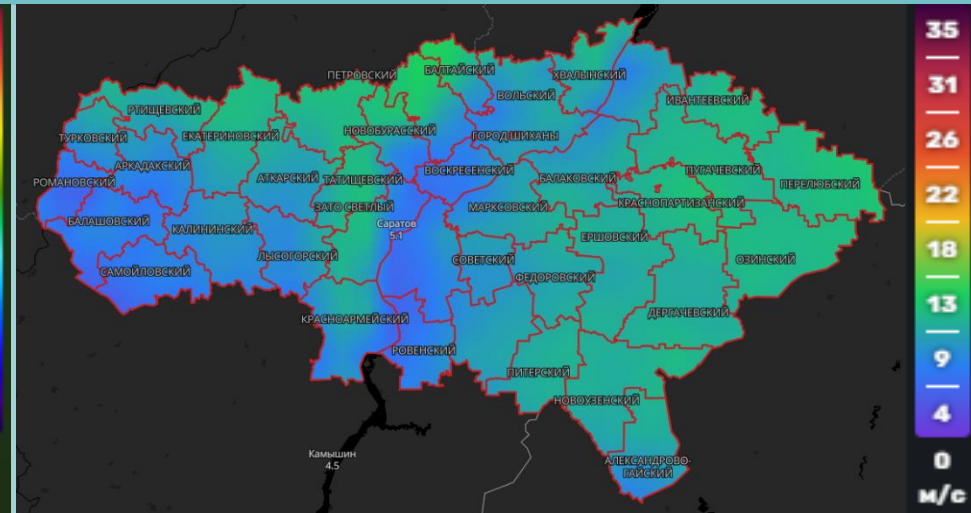 ПЕТРОВСКИЙ
БАЛТАЙСКИЙ
ХВАЛЫНСКИЙ
ВОЛЬСКИЙ
ИВАНТЕЕВСКИЙ
РТИЩЕВСКИЙ
ТУРКОВСКИЙ
ЕКАТЕРИНОВСКИЙ
НОВОБУРАССКИЙ
ГОРОД ШИХАНЫ
АРКАДАКСКИЙ
ВОСКРЕСЕНСКИЙ
ПУГАЧЕВСКИЙ
РОМАНОВСКИЙ
АТКАРСКИЙ
ТАТИЩЕВСКИЙ
БАЛАКОВСКИЙ
ПЕРЕЛЮБСКИЙ
ЗАТО СВЕТЛЫЙ
МАРКСОВСКИЙ
КРАСНОПАРТИЗАНСКИЙ
БАЛАШОВСКИЙ
КАЛИНИНСКИЙ
Саратов
5.1
ЕРШОВСКИЙ
ЛЫСОГОРСКИЙ
СОВЕТСКИЙ
ОЗИНСКИЙ
САМОЙЛОВСКИЙ
ФЕДОРОВСКИЙ
КРАСНОАРМЕЙСКИЙ
ДЕРГАЧЕВСКИЙ
РОВЕНСКИЙ
ПИТЕРСКИЙ
НОВОУЗЕНСКИЙ
Камышин
4.5
АЛЕКСАНДРОВО-
ГАЙСКИЙ
35
31
26
22
18
13
9
4
0
м/с